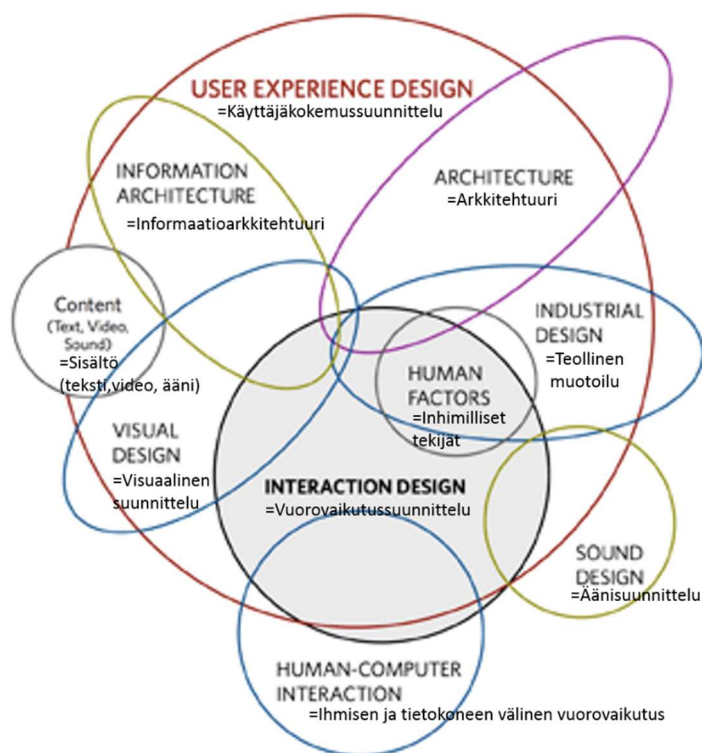 USER EXPERIENCE DESIGN
=Käyttäjäkokemussuunnittelu
INFORMATION
ARCHITECTURE
=Informaatioarkkitehtuuri
ARCHITECTURE
=Arkkitehtuuri
Content
(Text, Video,
Sound)
=Sisältö
(teksti,video, ääni)
INDUSTRIAL
DESIGN
=Teollinen
muotoilu
HUMAN
FACTORS
=Inhimilliset
tekijät
VISUAL
DESIGN
=Visuaalinen
suunnittelu
INTERACTION DESIGN
=Vuorovaikutussuunnittelu
SOUND
DESIGN
=Äänisuunnittelu
HUMAN-COMPUTER
INTERACTION
=Ihmisen ja tietokoneen välinen vuorovaikutus